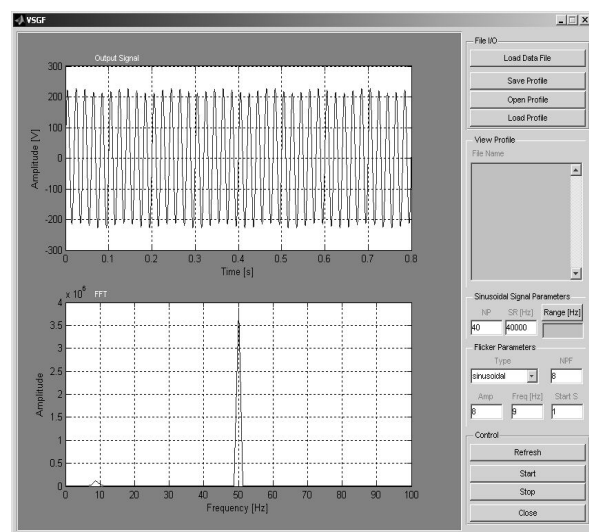 VSGF
Output Signal
300
200
100
0
-100
-200
-300
Amplitude [V]
0 0.1 0.2 0.3 0.4 0.5 0.6 0.7 0.8
Time [s]
x 10^6
FFT
4
3.5
3
2.5
2
1.5
1
0.5
0
Amplitude
0 10 20 30 40 50 60 70 80 90 100
Frequency [Hz]
File I/O
Load Data File
Save Profile
Open Profile
Load Profile
View Profile
File Name
Sinusoidal Signal Parameters
NP SR [Hz] Range [Hz]
40 40000
Flicker Parameters
Type NPF
sinusoidal 8
Amp Freq [Hz] Start S
8 9 1
Control
Refresh
Start
Stop
Close